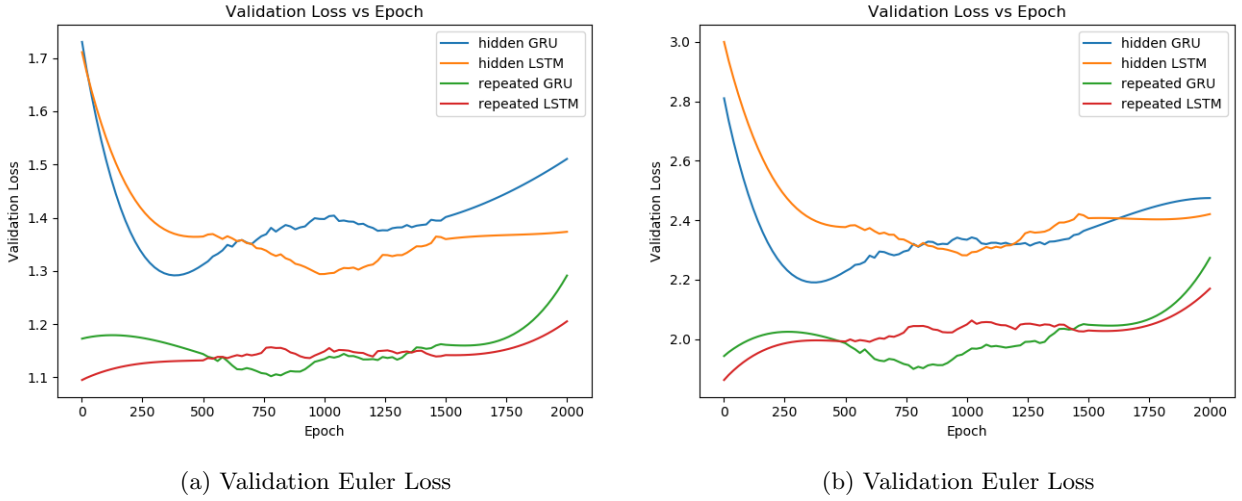 Validation Loss vs Epoch
Validation Loss
1.7
1.6
1.5
1.4
1.3
1.2
1.1
hidden GRU
hidden LSTM
repeated GRU
repeated LSTM
0 250 500 750 1000 1250 1500 1750 2000
Epoch
(a) Validation Euler Loss
Validation Loss vs Epoch
Validation Loss
3.0
2.8
2.6
2.4
2.2
2.0
hidden GRU
hidden LSTM
repeated GRU
repeated LSTM
0 250 500 750 1000 1250 1500 1750 2000
Epoch
(b) Validation Euler Loss